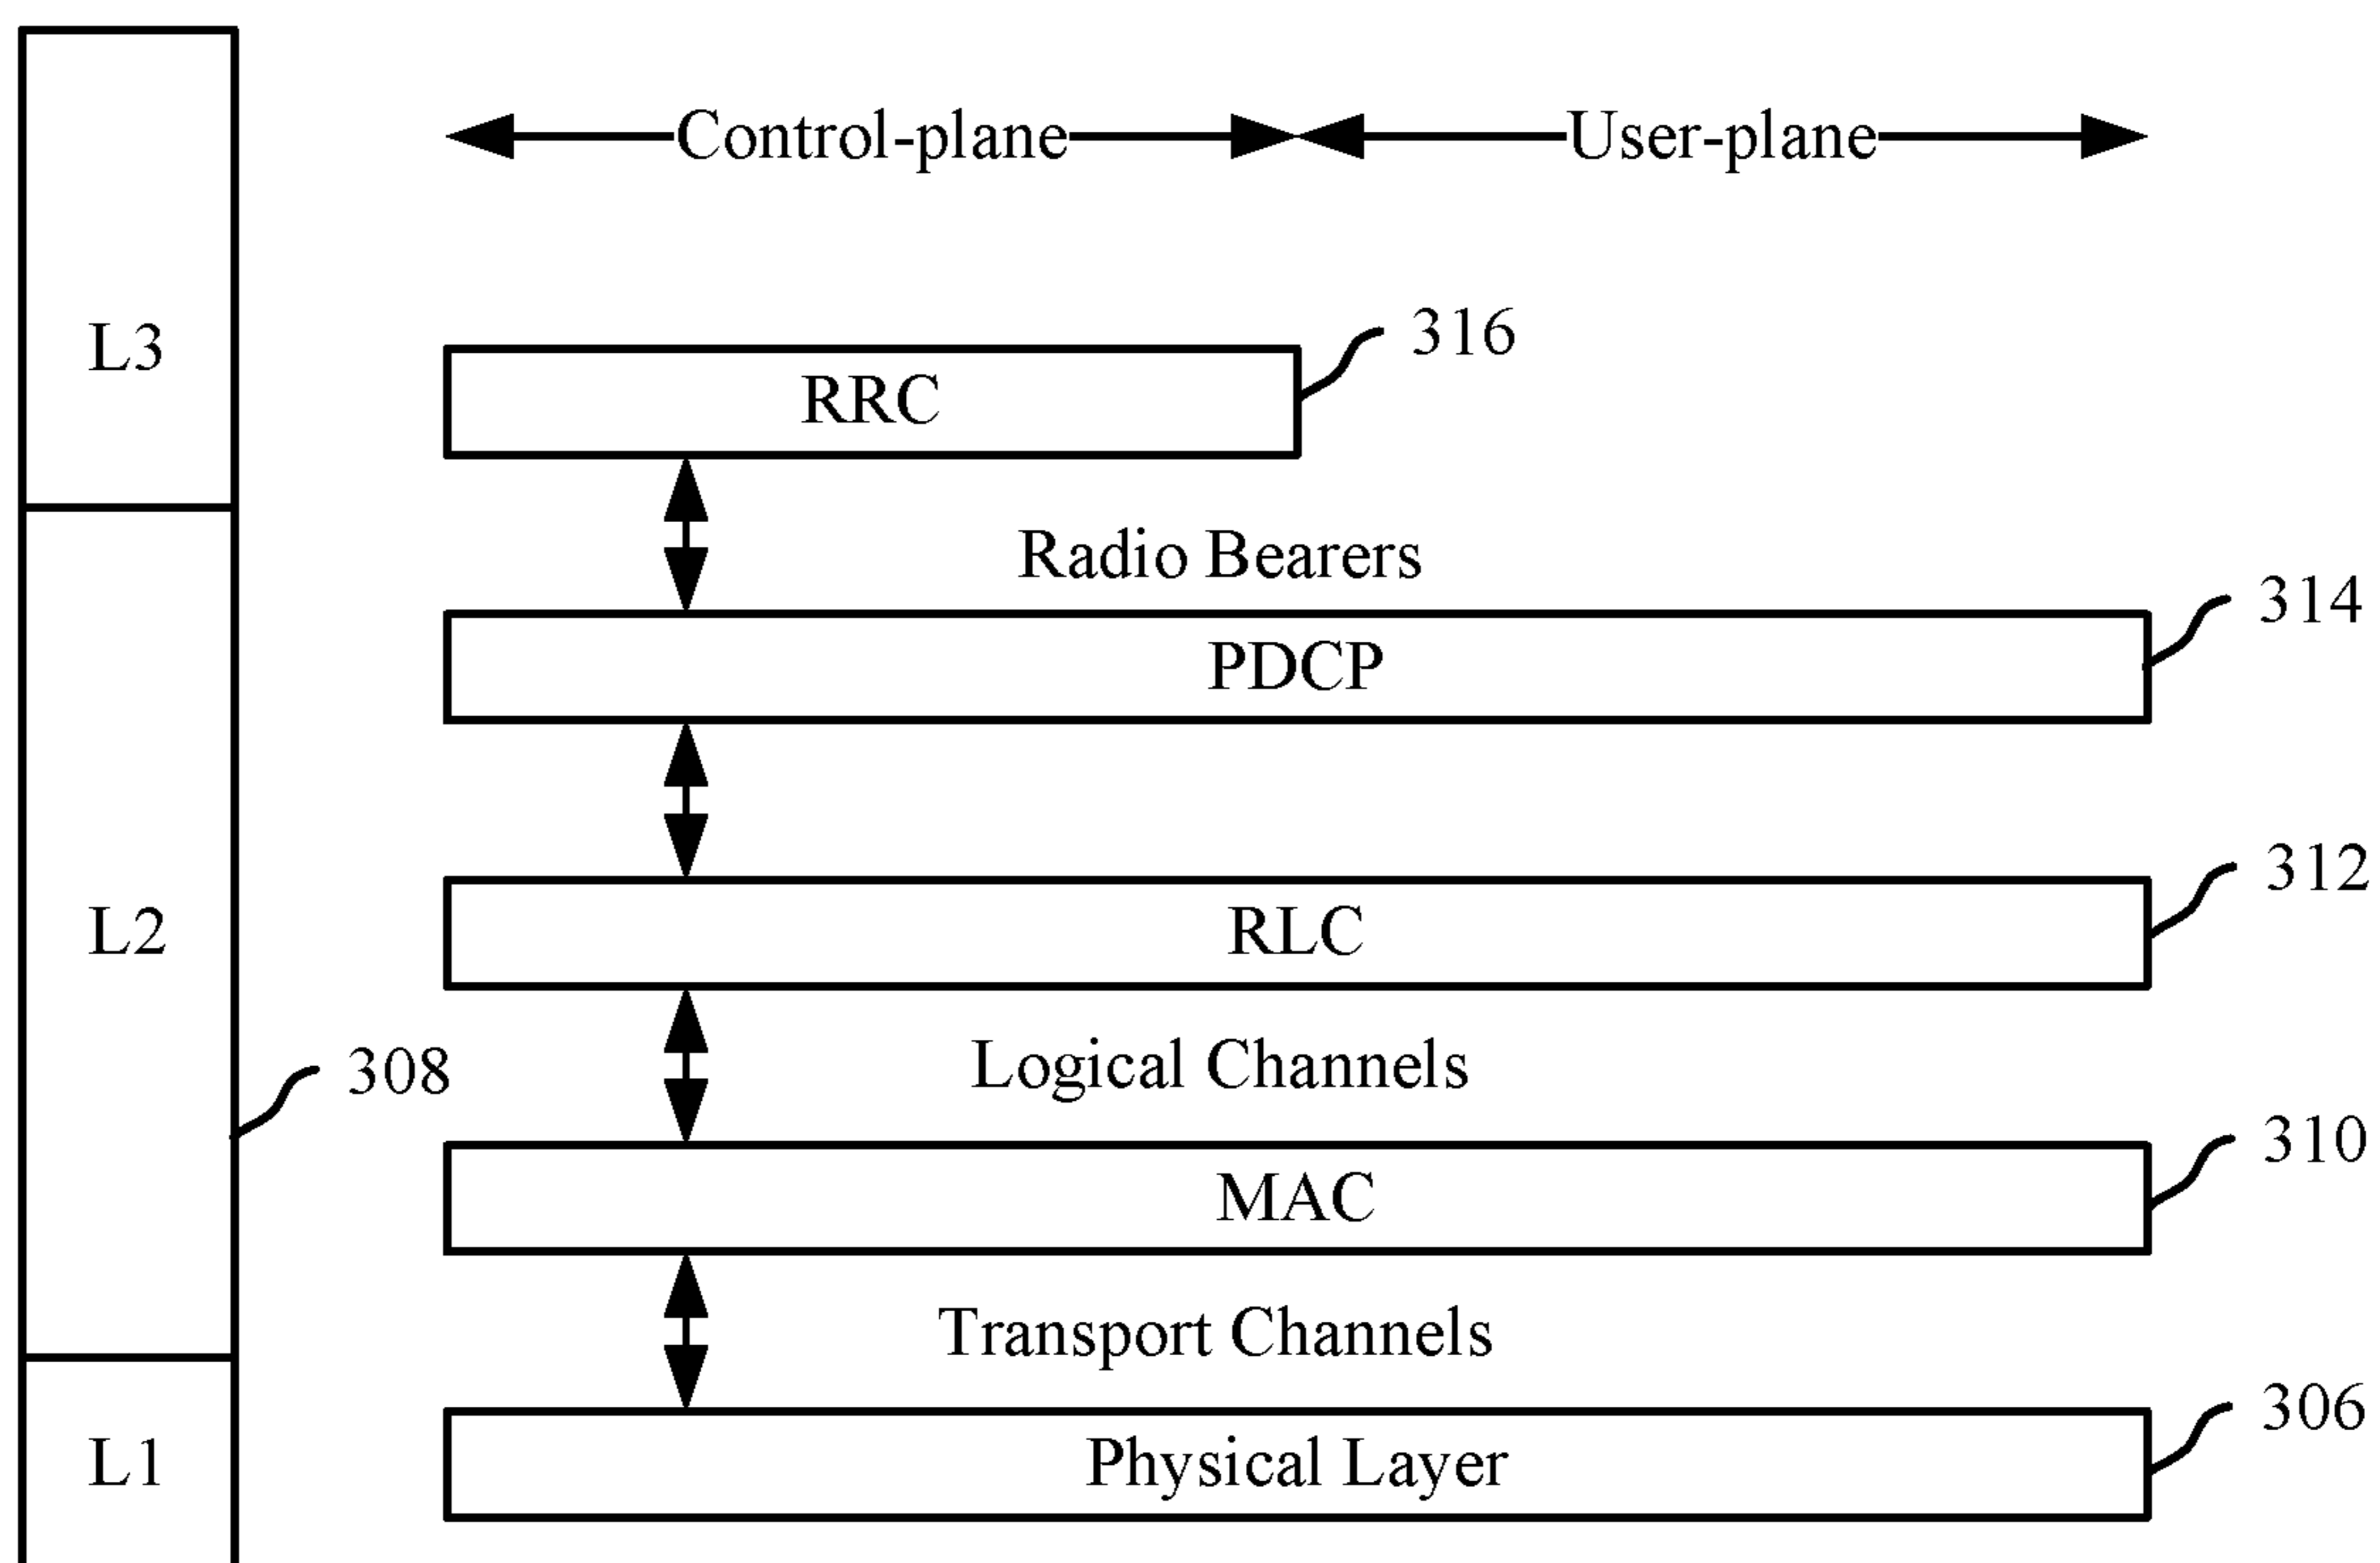 Control-plane User-plane
L3
316
RRC
Radio Bearers
314
PDCP
312
L2
RLC
308
Logical Channels
310
MAC
Transport Channels
306
L1
Physical Layer